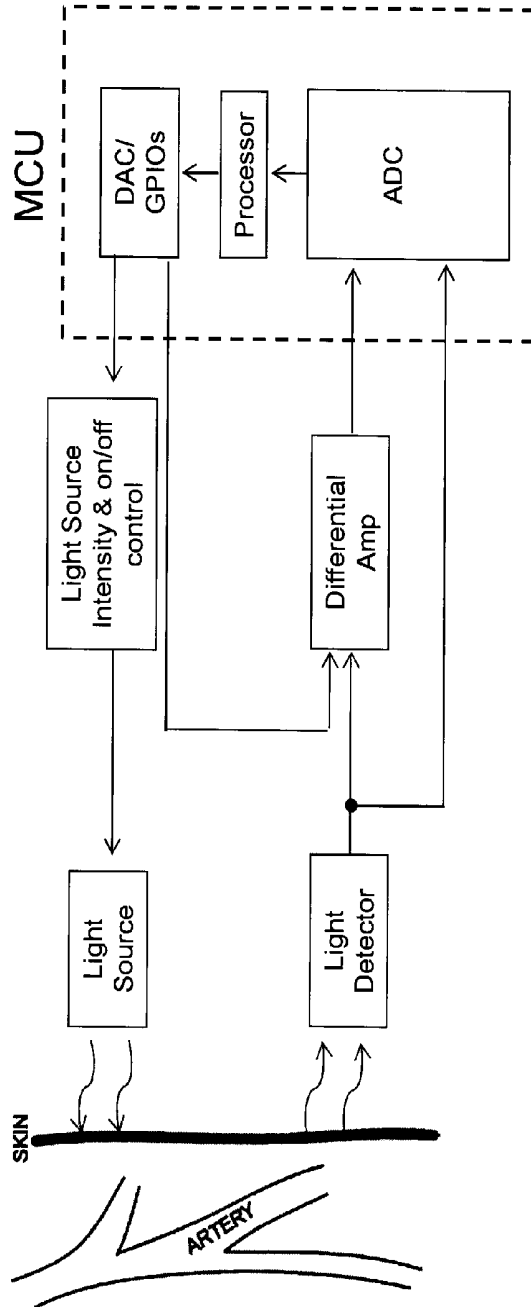 MCU
DAC/
GPIOs
Processor
ADC
Light Source
Intensity & on/off
control
Differential
Amp
Light
Source
Light
Detector
SKIN
ARTERY